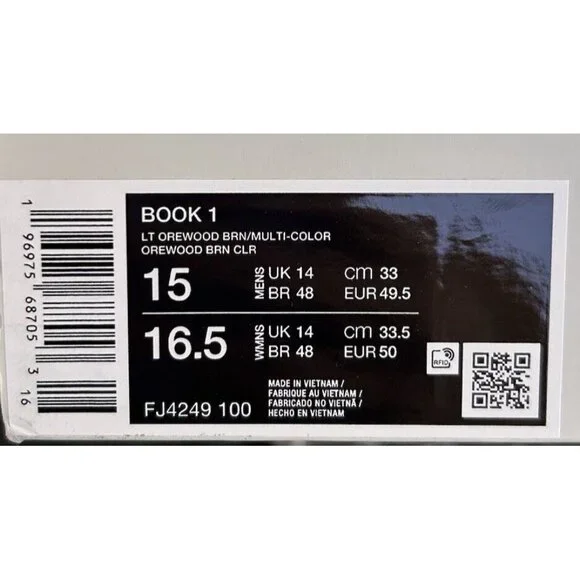 BOOK 1
LT OREWOOD BRN/MULTI-COLOR
OREWOOD BRN CLR
15 MENS UK 14 cm 33
BR 48 EUR 49.5
16.5 WMNS UK 14 cm 33.5
BR 48 EUR 50
FJ4249 100
MADE IN VIETNAM /
FABRIQUE AU VIETNAM /
FABRICADO NO VIETNÃ /
HECHO EN VIETNAM
RFID
1 96975 68705 3 16